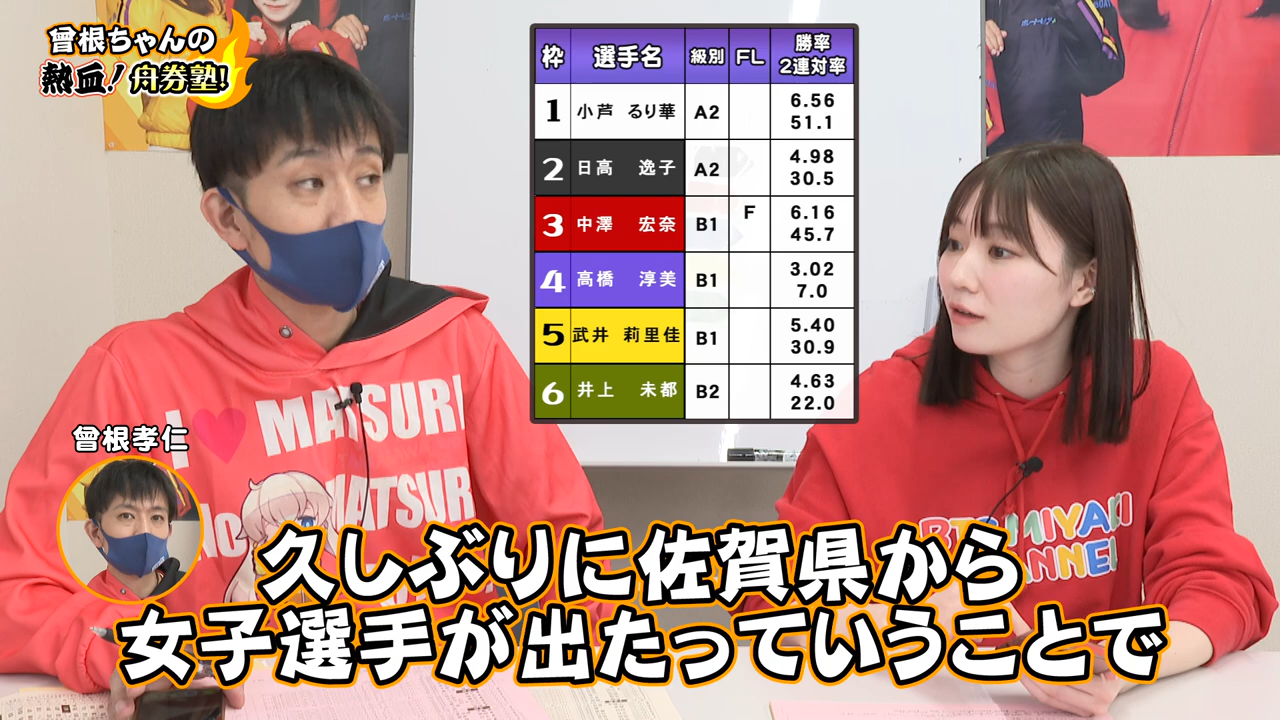 曾根ちゃんの
熱血!舟券塾!
枠 選手名 級別 FL 勝率
2連対率
1 小芦 るり華 A2 6.56
51.1
2 日高 逸子 A2 4.98
30.5
3 中澤 宏奈 B1 F 6.16
45.7
4 高橋 淳美 B1 3.02
7.0
5 武井 莉里佳 B1 5.40
30.9
6 井上 未都 B2 4.63
22.0
I MATSURI
MATSUR
MIYAKI
曾根孝仁
久しぶりに佐賀県から
女子選手が出たっていうことで